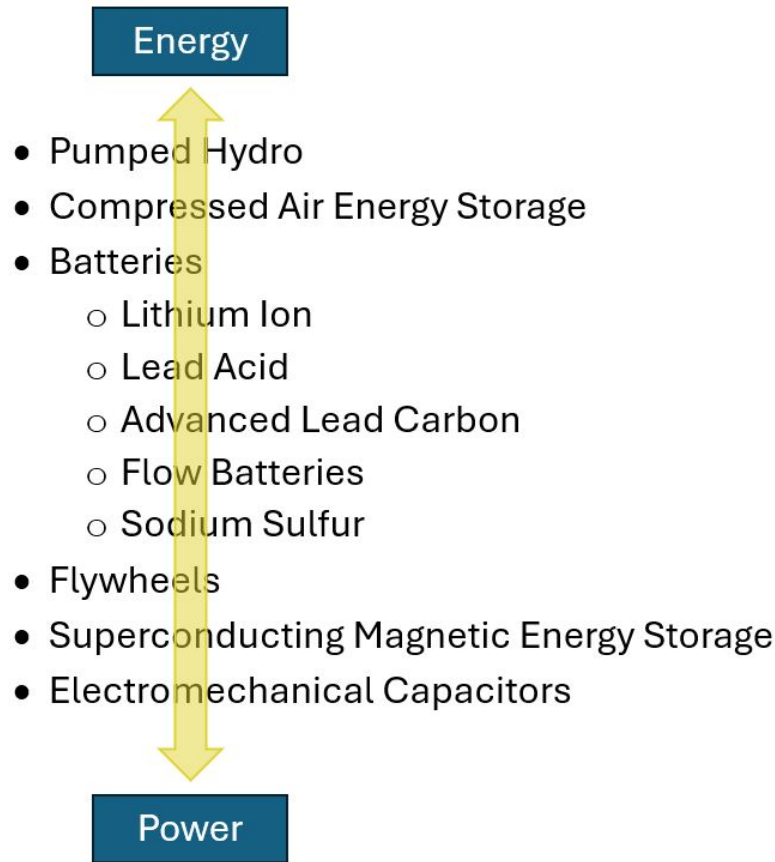 Energy
• Pumped Hydro
• Compressed Air Energy Storage
• Batteries
o Lithium Ion
o Lead Acid
o Advanced Lead Carbon
o Flow Batteries
o Sodium Sulfur
• Flywheels
• Superconducting Magnetic Energy Storage
• Electromechanical Capacitors
Power